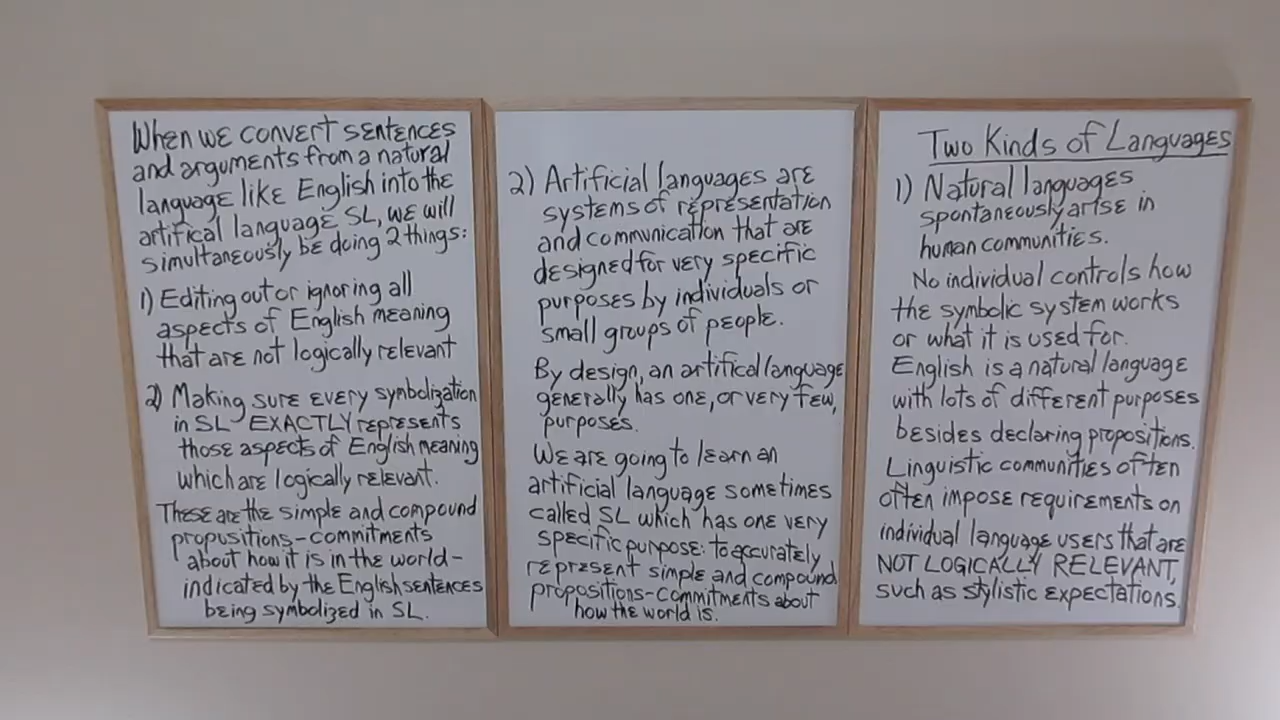 Two Kinds of Languages
1) Natural languages
spontaneously arise in
human communities.
No individual controls how
the symbolic system works
or what it is used for.
English is a natural language
with lots of different purposes
besides declaring propositions.
Linguistic communities often
often impose requirements on
individual language users that are
NOT LOGICALLY RELEVANT,
such as stylistic expectations.
2) Artificial languages are
systems of representation
and communication that are
designed for very specific
purposes by individuals or
small groups of people.
By design, an artifical language
generally has one, or very few,
purposes.
We are going to learn an
artificial language sometimes
called SL which has one very
specific purpose: to accurately
represent simple and compound
propositions-commitments about
how the world is.
When we convert sentences
and arguments from a natural
language like English into the
artifical language SL, we will
simultaneously be doing 2 things:
1) Editing out or ignoring all
aspects of English meaning
that are not logically relevant
2) Making sure every symbolization
in SL EXACTLY represents
those aspects of English meaning
which are logically relevant.
These are the simple and compound
propositions-commitments
about how it is in the world-
indicated by the English sentences
being symbolized in SL.